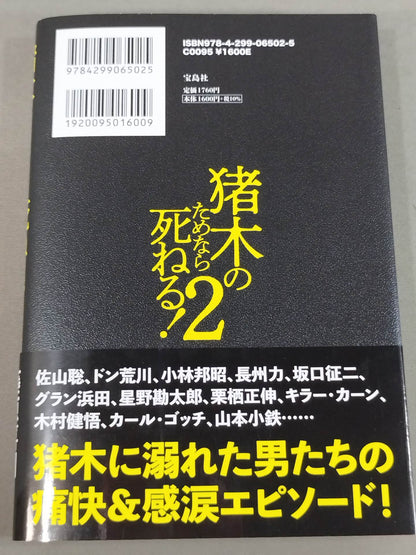 ISBN978-4-299-06502-5
C0095 ¥1600E
9784299065025
1920095016009
宝島社
定価1760円
本体1600円+税10%
猪木の
ためなら
死ねる!2
佐山聡、ドン荒川、小林邦昭、長州力、坂口征二、
グラン浜田、星野勘太郎、栗栖正伸、キラー・カーン、
木村健悟、カール・ゴッチ、山本小鉄……
猪木に溺れた男たちの
痛快&感涙エピソード!